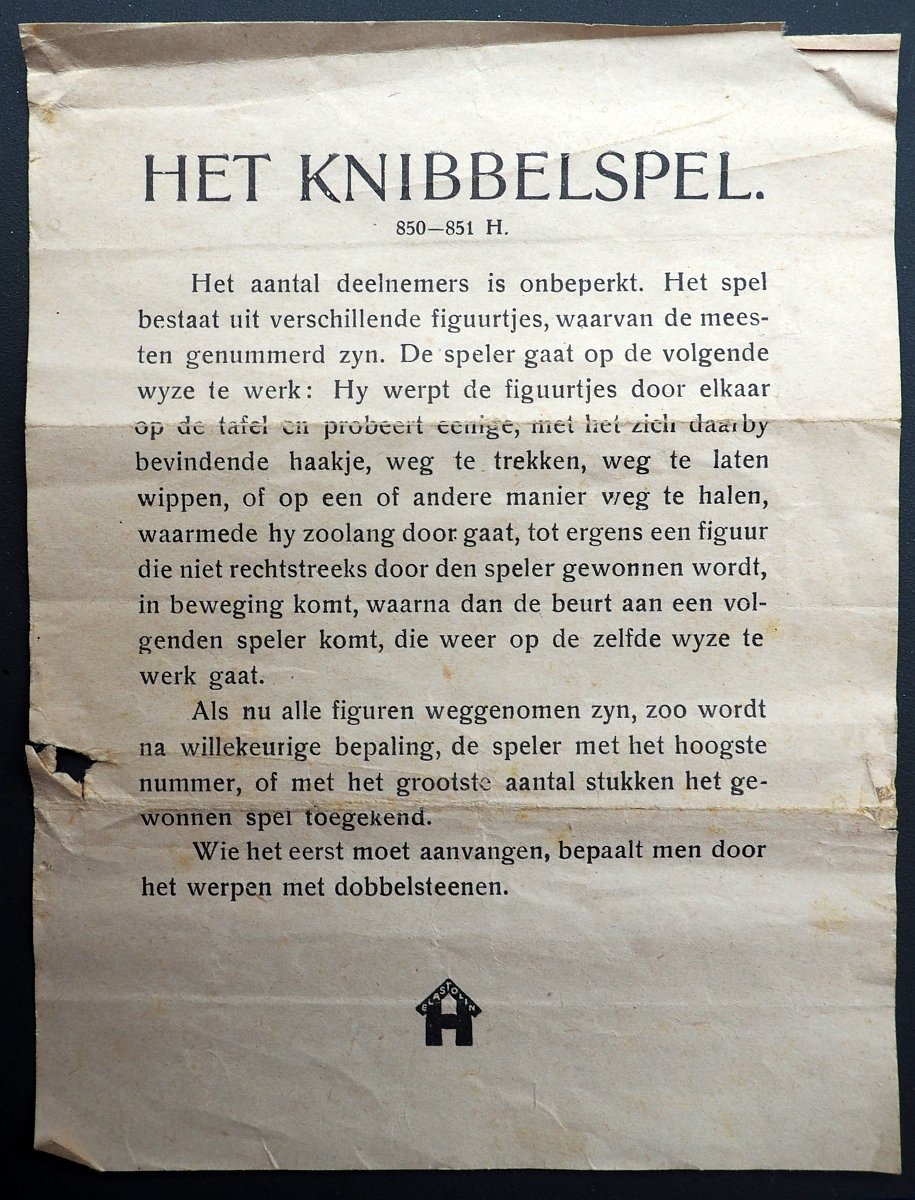 HET KNIBBELSPEL.
850—851 H.
Het aantal deelnemers is onbeperkt. Het spel
bestaat uit verschillende figuurtjes, waarvan de mees-
ten genummerd zyn. De speler gaat op de volgende
wyze te werk: Hy werpt de figuurtjes door elkaar
op de tafel en probeert eenige, met het zich daarby
bevindende haakje, weg te trekken, weg te laten
wippen, of op een of andere manier weg te halen,
waarmede hy zoolang door gaat, tot ergens een figuur
die niet rechtstreeks door den speler gewonnen wordt,
in beweging komt, waarna dan de beurt aan een vol-
genden speler komt, die weer op de zelfde wyze te
werk gaat.
Als nu alle figuren weggenomen zyn, zoo wordt
na willekeurige bepaling, de speler met het hoogste
nummer, of met het grootste aantal stukken het ge-
wonnen spel toegekend.
Wie het eerst moet aanvangen, bepaalt men door
het werpen met dobbelsteenen.
ELASTOLIN
H